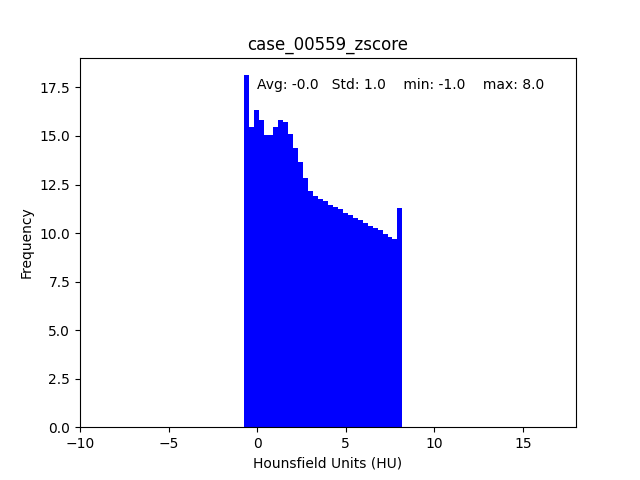 case_00559_zscore
Avg: -0.0 Std: 1.0 min: -1.0 max: 8.0
17.5
15.0
12.5
10.0
7.5
5.0
2.5
0.0
Frequency
−10 −5 0 5 10 15
Hounsfield Units (HU)